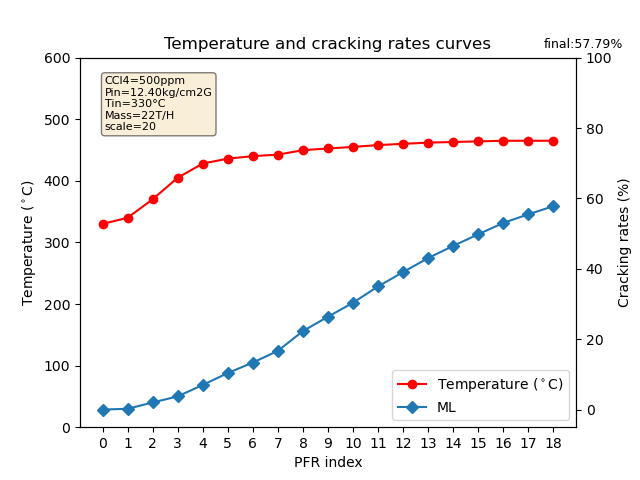 Temperature and cracking rates curves
final:57.79%
CCl4=500ppm
Pin=12.40kg/cm2G
Tin=330°C
Mass=22T/H
scale=20
600
500
400
300
200
100
0
Temperature (°C)
100
80
60
40
20
0
Cracking rates (%)
Temperature (°C)
ML
0 1 2 3 4 5 6 7 8 9 10 11 12 13 14 15 16 17 18
PFR index